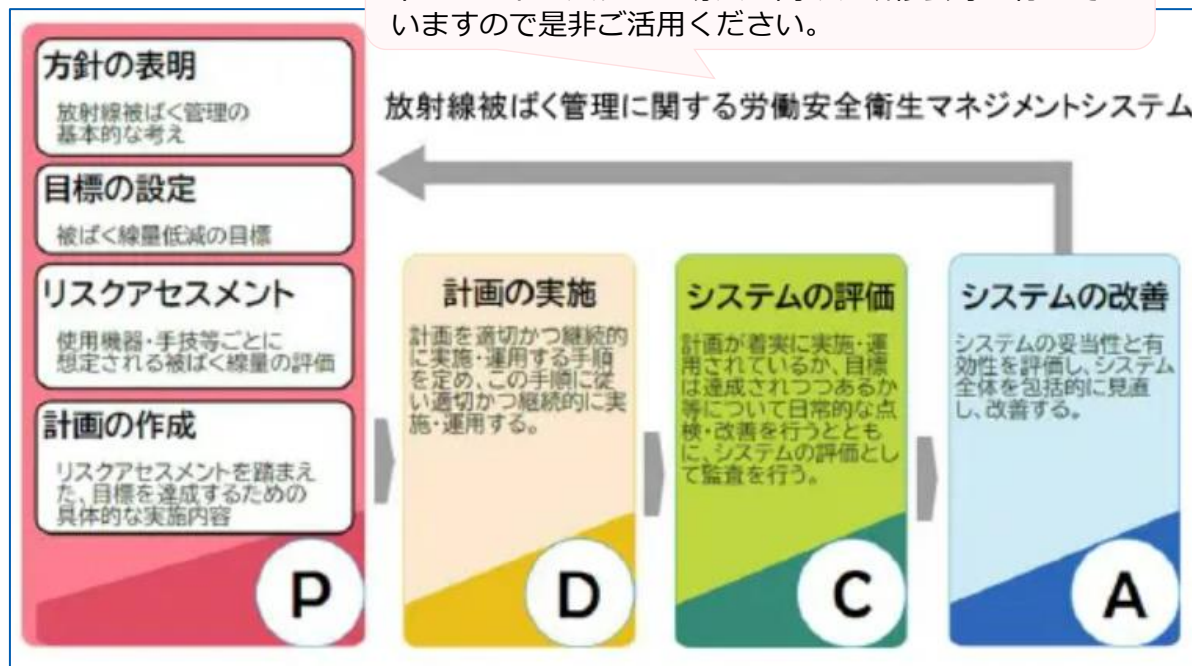 いますので是非ご活用ください。
放射線被ばく管理に関する労働安全衛生マネジメントシステム
方針の表明
放射線被ばく管理の
基本的な考え
目標の設定
被ばく線量低減の目標
リスクアセスメント
使用機器・手技等ごとに
想定される被ばく線量の評価
計画の作成
リスクアセスメントを踏まえ
た、目標を達成するための
具体的な実施内容
P
計画の実施
計画を適切かつ継続的
に実施・運用する手順
を定め、この手順に従
い適切かつ継続的に実
施・運用する。
D
システムの評価
計画が着実に実施・運
用されているか、目標
は達成されつつあるか
等について日常的な点
検・改善を行うととも
に、システムの評価とし
て監査を行う。
C
システムの改善
システムの妥当性と有
効性を評価し、システム
全体を包括的に見直
し、改善する。
A